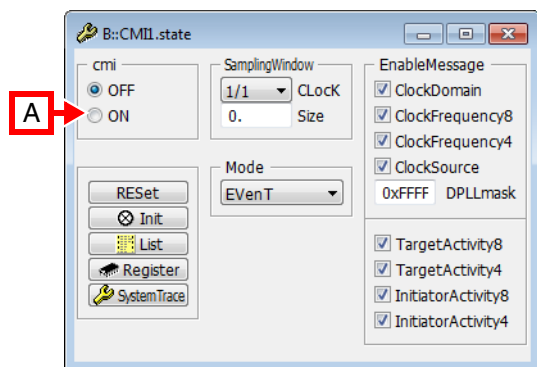 B::CMI1.state
cmi
OFF
ON
A
RESet
Init
List
Register
SystemTrace
SamplingWindow
1/1 CLocK
0. Size
Mode
EVenT
EnableMessage
ClockDomain
ClockFrequency8
ClockFrequency4
ClockSource
0xFFFF DPLLmask
TargetActivity8
TargetActivity4
InitiatorActivity8
InitiatorActivity4